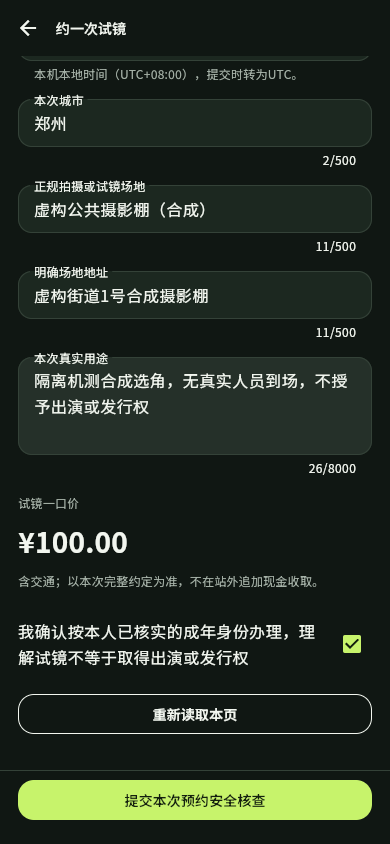 约一次试镜
本机本地时间（UTC+08:00），提交时转为UTC。
本次城市
郑州
2/500
正规拍摄或试镜场地
虚构公共摄影棚（合成）
11/500
明确场地地址
虚构街道1号合成摄影棚
11/500
本次真实用途
隔离机测合成选角，无真实人员到场，不授
予出演或发行权
26/8000
试镜一口价
¥100.00
含交通；以本次完整约定为准，不在站外追加现金收取。
我确认按本人已核实的成年身份办理，理
解试镜不等于取得出演或发行权
重新读取本页
提交本次预约安全核查